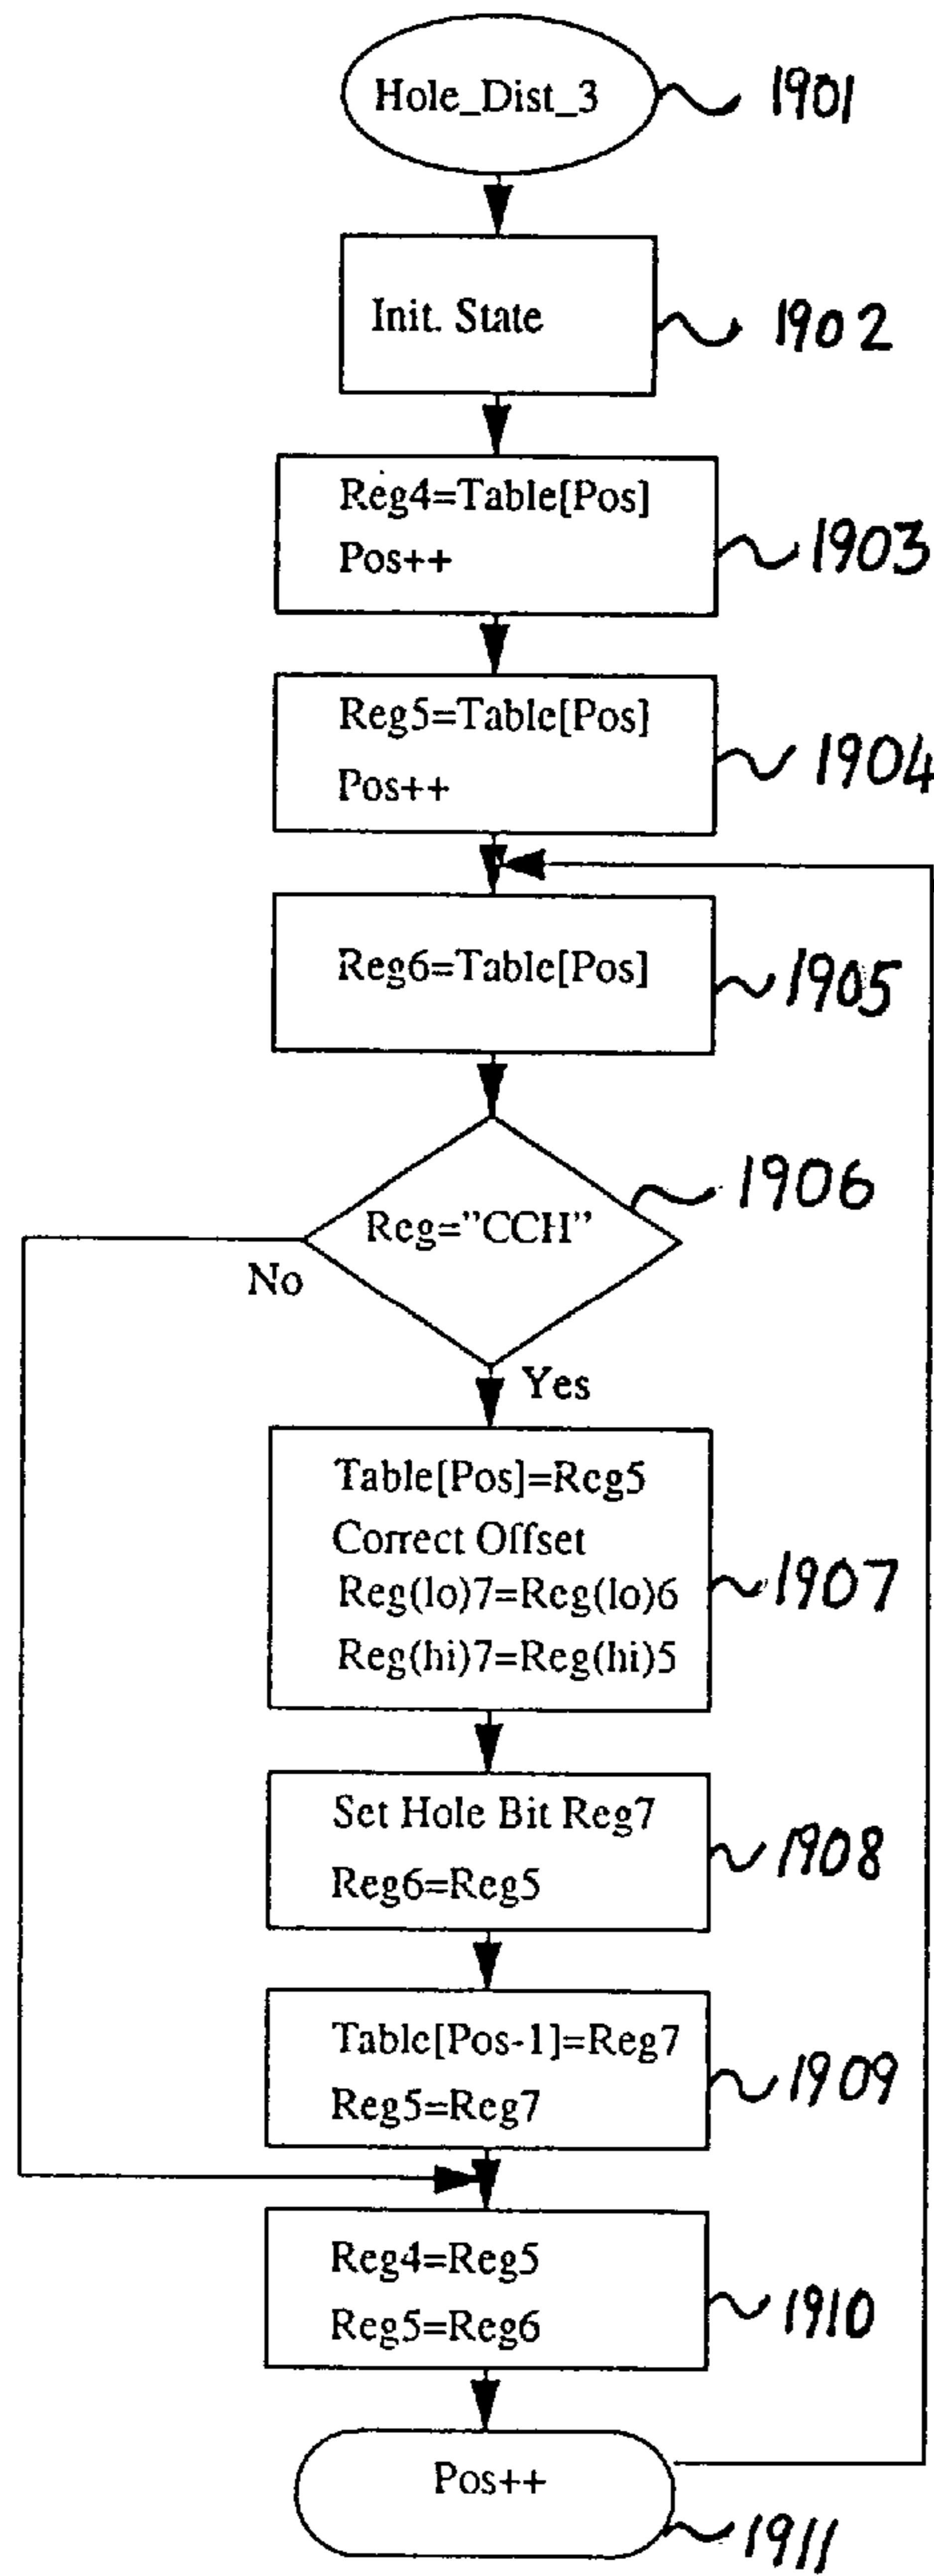 Hole_Dist_3
1901
Init. State
1902
Reg4=Table[Pos]
Pos++
1903
Reg5=Table[Pos]
Pos++
1904
Reg6=Table[Pos]
1905
Reg="CCH"
1906
No
Yes
Table[Pos]=Reg5
Correct Offset
Reg(lo)7=Reg(lo)6
Reg(hi)7=Reg(hi)5
1907
Set Hole Bit Reg7
Reg6=Reg5
1908
Table[Pos-1]=Reg7
Reg5=Reg7
1909
Reg4=Reg5
Reg5=Reg6
1910
Pos++
1911